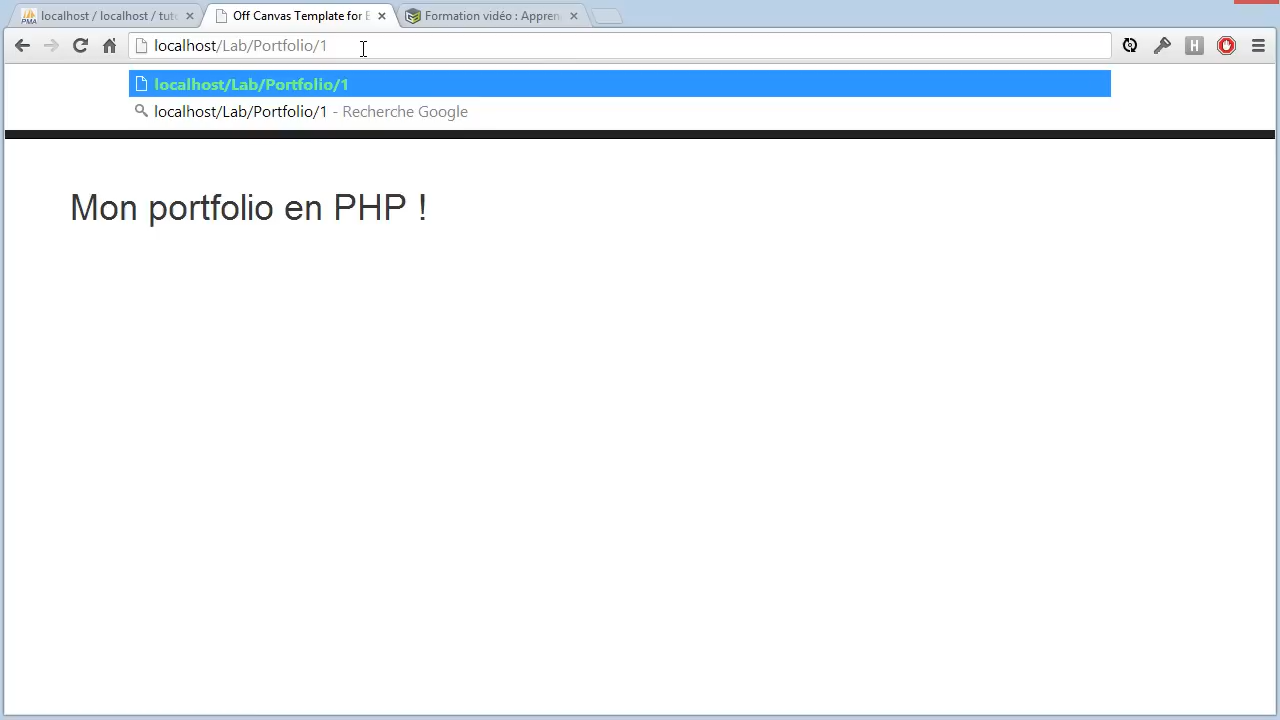 localhost / localhost / tuto
Off Canvas Template for B
Formation vidéo : Appren
localhost/Lab/Portfolio/1
localhost/Lab/Portfolio/1
localhost/Lab/Portfolio/1 - Recherche Google
Mon portfolio en PHP !